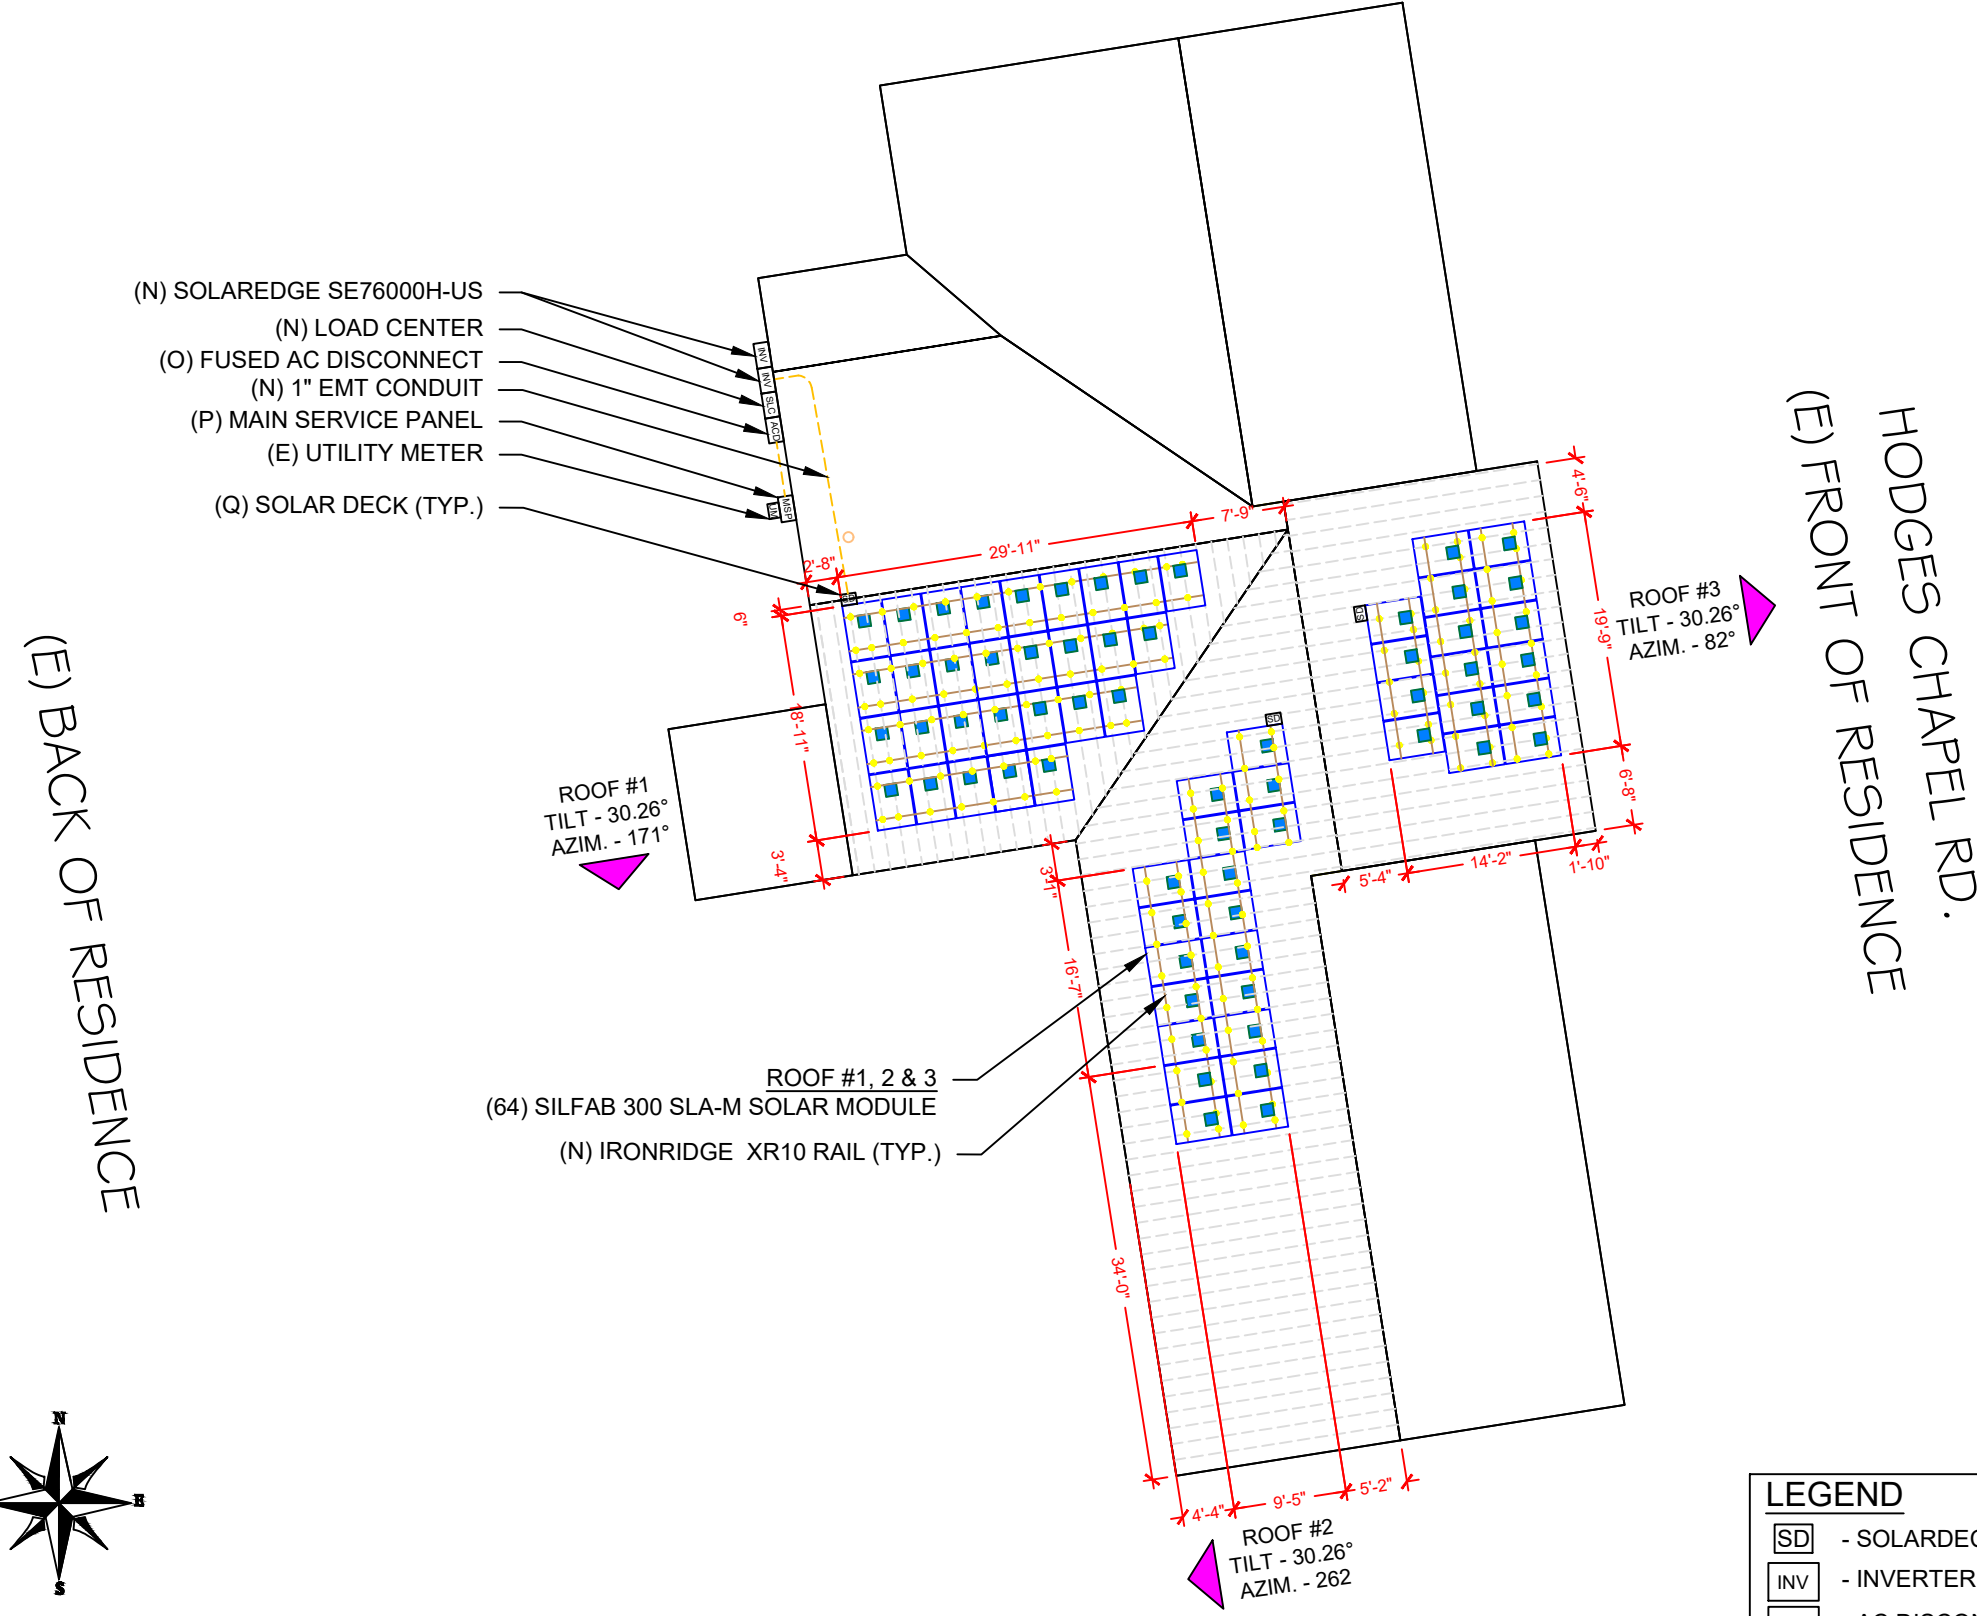 (N) SOLAREDGE SE76000H-US
(N) LOAD CENTER
(O) FUSED AC DISCONNECT
(N) 1" EMT CONDUIT
(P) MAIN SERVICE PANEL
(E) UTILITY METER
(Q) SOLAR DECK (TYP.)
INV
INV
SLC
ACD
MSP
UM
SD
2'-8"
29'-11"
7'-9"
6"
18'-11"
3'-4"
ROOF #1
TILT - 30.26°
AZIM. - 171°
SD
4'-6"
19'-9"
6'-8"
ROOF #3
TILT - 30.26°
AZIM. - 82°
5'-4"
14'-2"
1'-10"
SD
3'-1"
16'-7"
34'-0"
ROOF #1, 2 & 3
(64) SILFAB 300 SLA-M SOLAR MODULE
(N) IRONRIDGE XR10 RAIL (TYP.)
4'-4"
9'-5"
5'-2"
ROOF #2
TILT - 30.26°
AZIM. - 262
(E) BACK OF RESIDENCE
HODGES CHAPEL RD.
(E) FRONT OF RESIDENCE
N
E
S
LEGEND
SD - SOLARDEC
INV - INVERTER